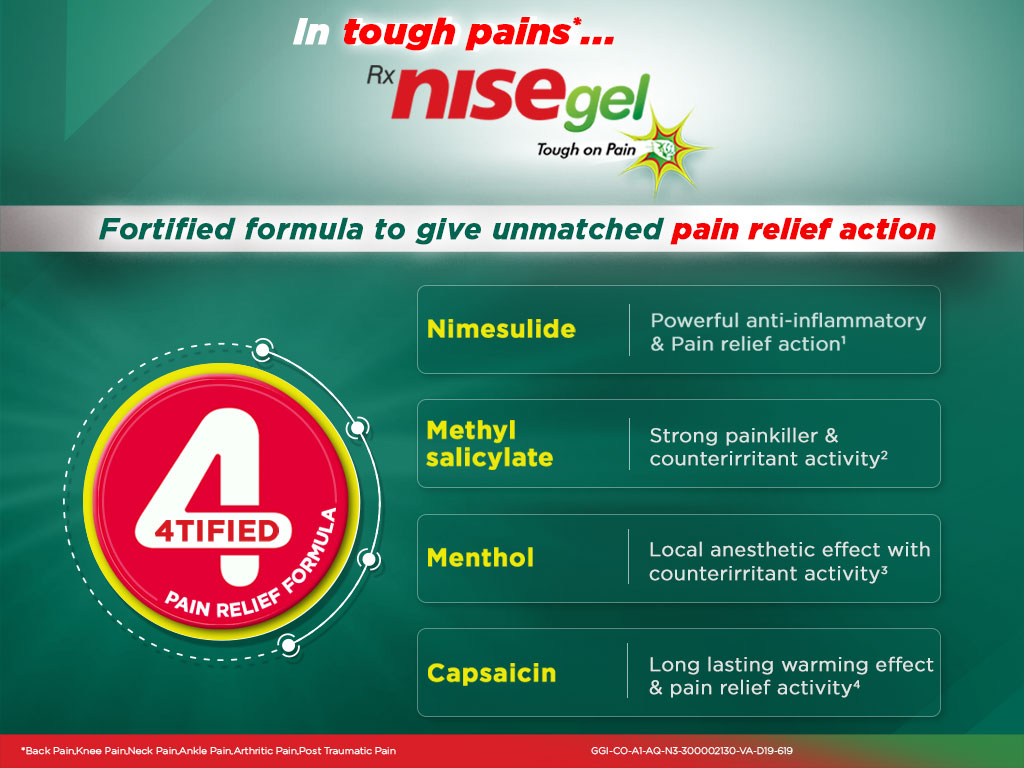 In tough pains*...
Rx nise gel
Tough on Pain
Fortified formula to give unmatched pain relief action
4
4TIFIED
PAIN RELIEF FORMULA
Nimesulide
Powerful anti-inflammatory
& Pain relief action¹
Methyl
salicylate
Strong painkiller &
counterirritant activity²
Menthol
Local anesthetic effect with
counterirritant activity³
Capsaicin
Long lasting warming effect
& pain relief activity⁴
*Back Pain,Knee Pain,Neck Pain,Ankle Pain,Arthritic Pain,Post Traumatic Pain
GGI-CO-A1-AQ-N3-300002130-VA-D19-619